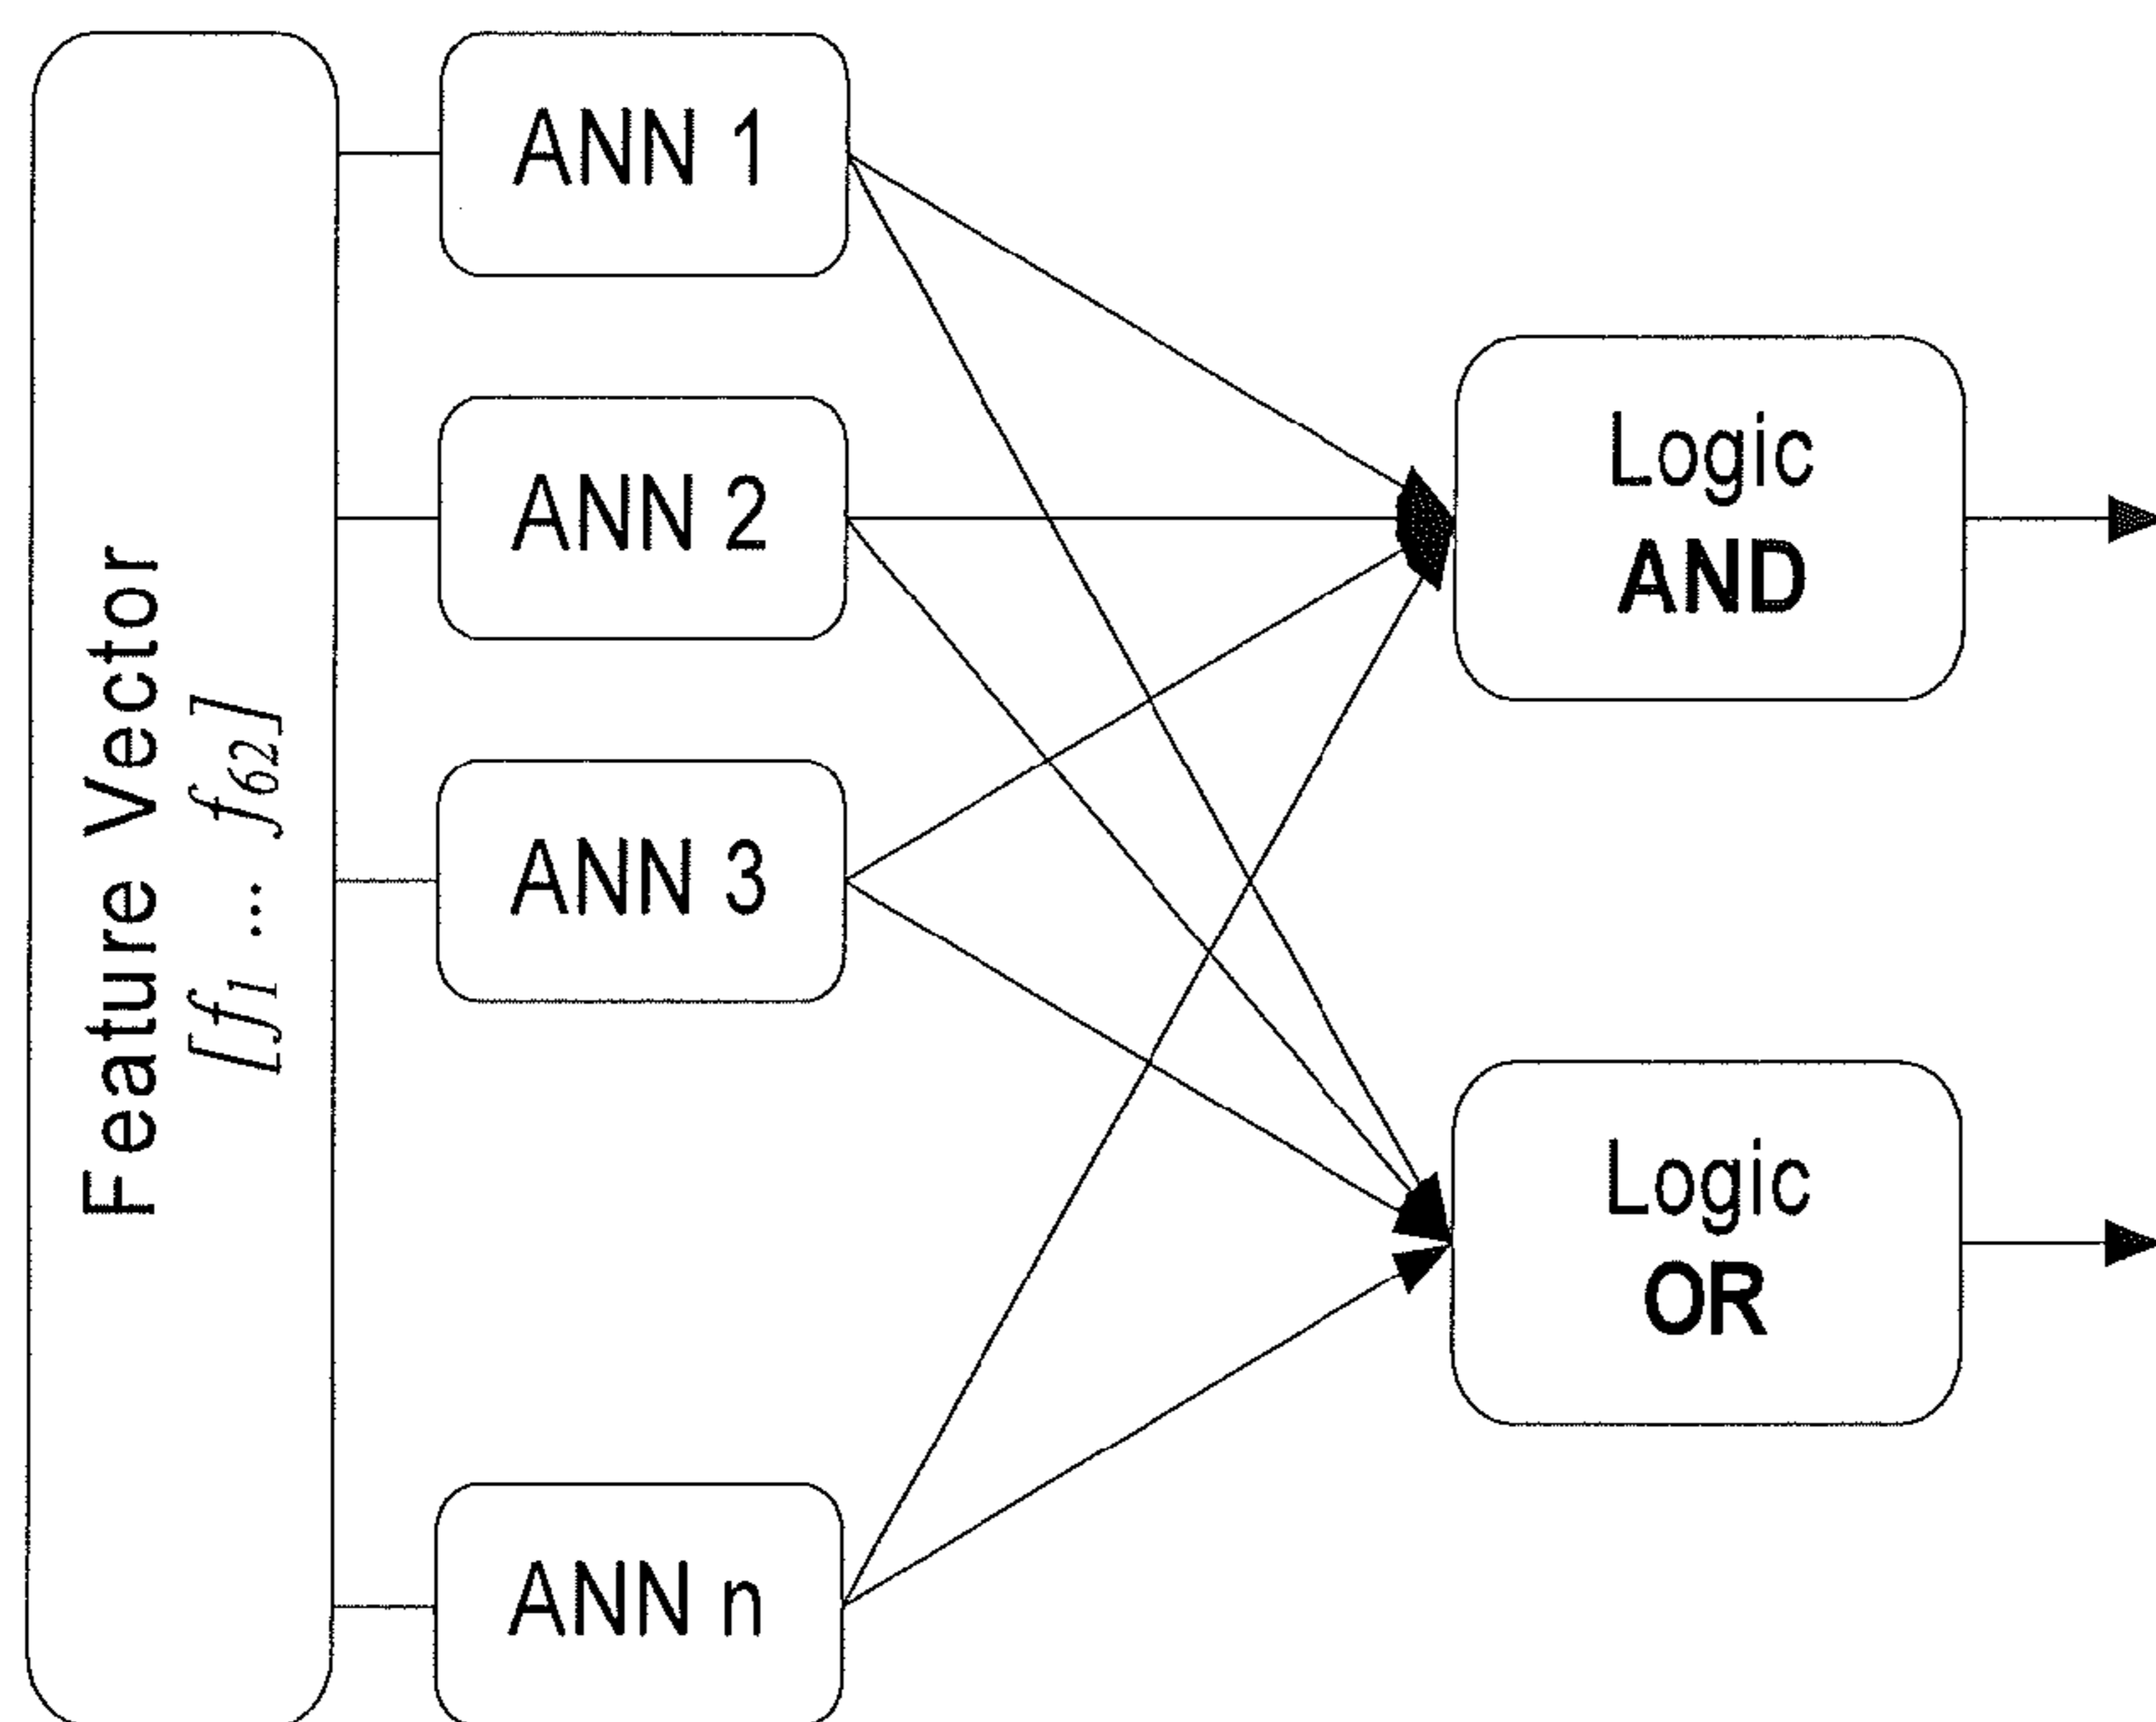 Feature Vector
[f1 ... f62]
ANN 1
ANN 2
ANN 3
ANN n
Logic
AND
Logic
OR